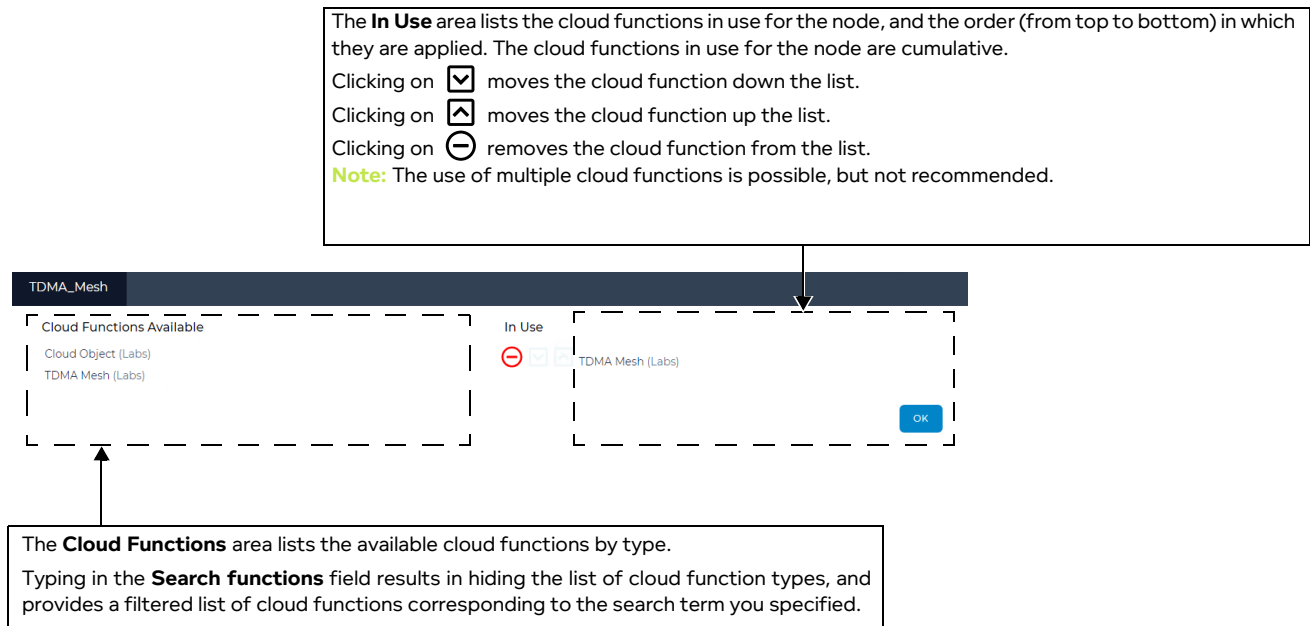 The In Use area lists the cloud functions in use for the node, and the order (from top to bottom) in which
they are applied. The cloud functions in use for the node are cumulative.
Clicking on moves the cloud function down the list.
Clicking on moves the cloud function up the list.
Clicking on removes the cloud function from the list.
Note: The use of multiple cloud functions is possible, but not recommended.
TDMA_Mesh
Cloud Functions Available
In Use
Cloud Object (Labs)
TDMA Mesh (Labs)
TDMA Mesh (Labs)
OK
The Cloud Functions area lists the available cloud functions by type.
Typing in the Search functions field results in hiding the list of cloud function types, and
provides a filtered list of cloud functions corresponding to the search term you specified.